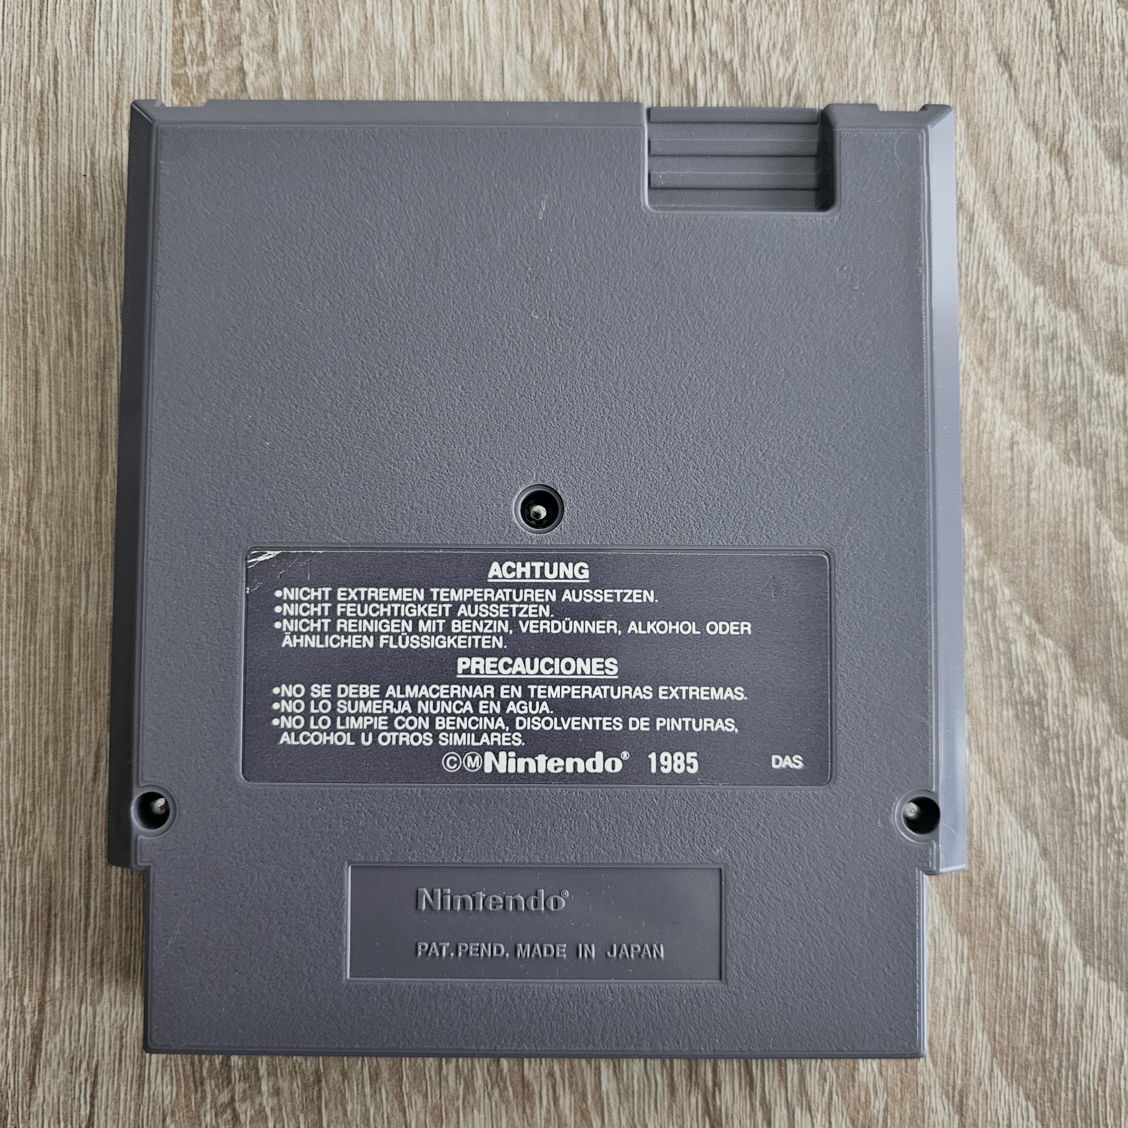 ACHTUNG
•NICHT EXTREMEN TEMPERATUREN AUSSETZEN.
•NICHT FEUCHTIGKEIT AUSSETZEN.
•NICHT REINIGEN MIT BENZIN, VERDÜNNER, ALKOHOL ODER
ÄHNLICHEN FLÜSSIGKEITEN.
PRECAUCIONES
•NO SE DEBE ALMACERNAR EN TEMPERATURAS EXTREMAS.
•NO LO SUMERJA NUNCA EN AGUA.
•NO LO LIMPIE CON BENCINA, DISOLVENTES DE PINTURAS,
ALCOHOL U OTROS SIMILARES.
ⒸⓂNintendo® 1985 DAS
Nintendo®
PAT. PEND. MADE IN JAPAN